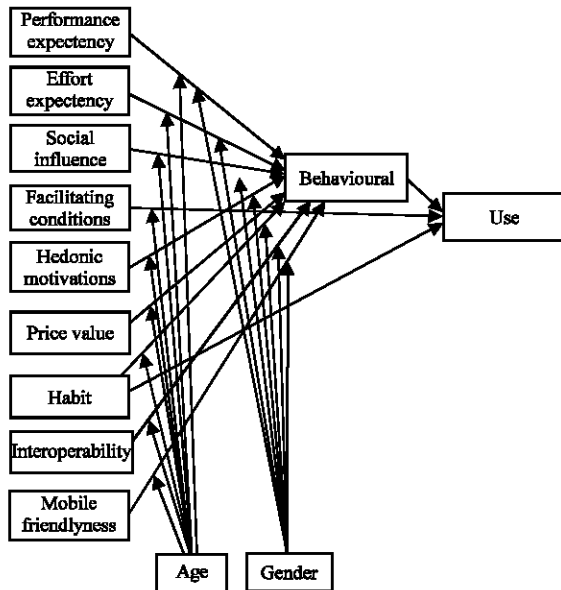 Performance
expectency
Effort
expectency
Social
influence
Facilitating
conditions
Hedonic
motivations
Price value
Habit
Interoperability
Mobile
friendlyness
Behavioural
Use
Age
Gender